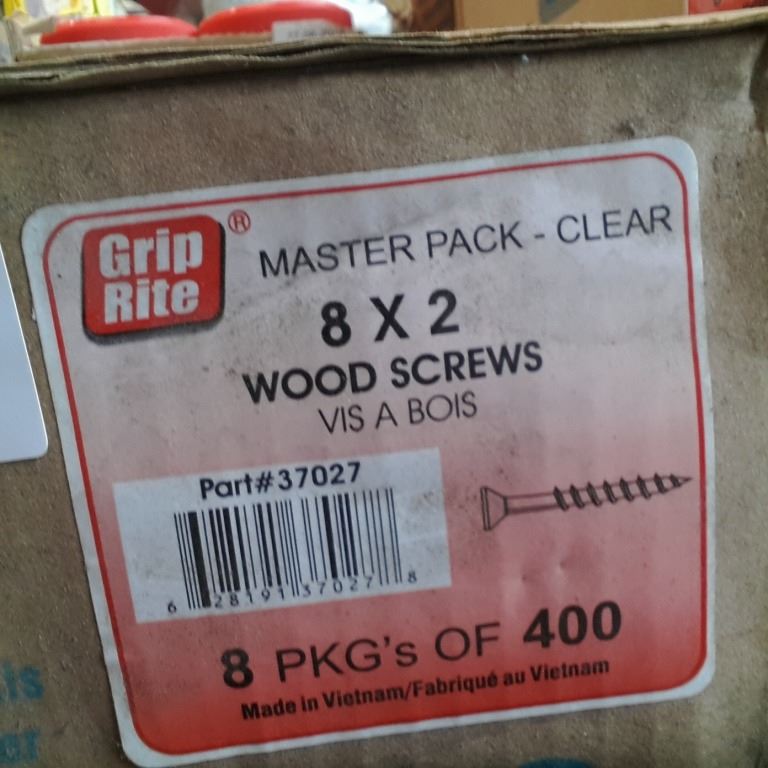 Grip
Rite
®
MASTER PACK - CLEAR
8 X 2
WOOD SCREWS
VIS A BOIS
Part#37027
6 28191 37027 8
8 PKG's OF 400
Made in Vietnam/Fabriqué au Vietnam
is